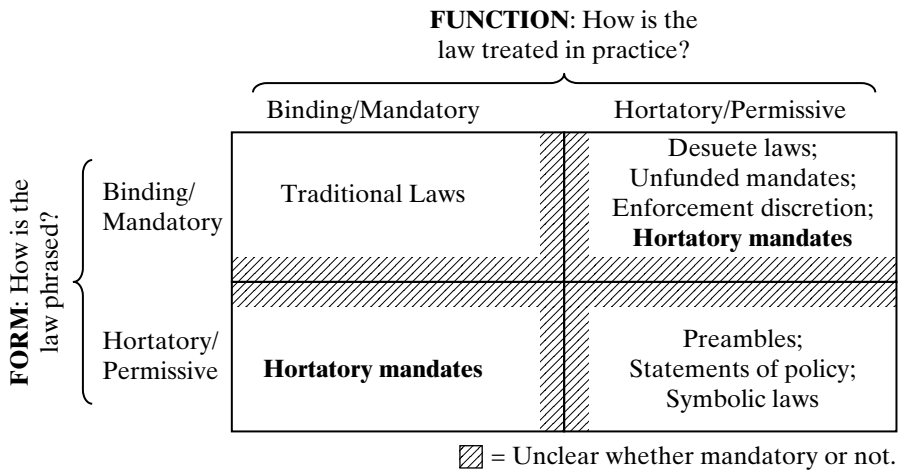 FUNCTION: How is the
law treated in practice?
Binding/Mandatory
Hortatory/Permissive
FORM: How is the
law phrased?
Binding/
Mandatory
Traditional Laws
Desuete laws;
Unfunded mandates;
Enforcement discretion;
Hortatory mandates
Hortatory/
Permissive
Hortatory mandates
Preambles;
Statements of policy;
Symbolic laws
= Unclear whether mandatory or not.